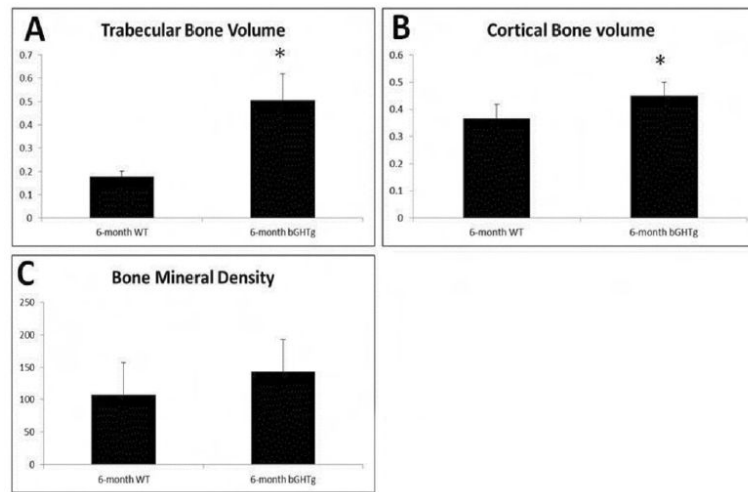 A
Trabecular Bone Volume
0.7
0.6
*
0.5
0.4
0.3
0.2
0.1
0
6-month WT
6-month bGHTg
B
Cortical Bone volume
0.6
*
0.5
0.4
0.3
0.2
0.1
0
6-month WT
6-month bGHTg
C
Bone Mineral Density
250
200
150
100
50
0
6-month WT
6-month bGHTg